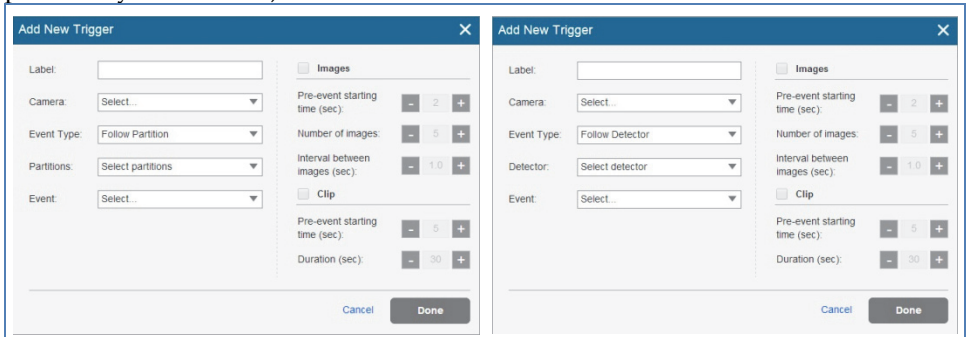 Add New Trigger
Label:
Camera:
Select...
Event Type:
Follow Partition
Partitions:
Select partitions
Event:
Select...
Images
Pre-event starting
time (sec):
- 2 +
Number of images:
- 5 +
Interval between
images (sec):
- 1.0 +
Clip
Pre-event starting
time (sec):
- 5 +
Duration (sec):
- 30 +
Cancel
Done
Add New Trigger
Label:
Camera:
Select...
Event Type:
Follow Detector
Detector:
Select detector
Event:
Select...
Images
Pre-event starting
time (sec):
- 2 +
Number of images:
- 5 +
Interval between
images (sec):
- 1.0 +
Clip
Pre-event starting
time (sec):
- 5 +
Duration (sec):
- 30 +
Cancel
Done